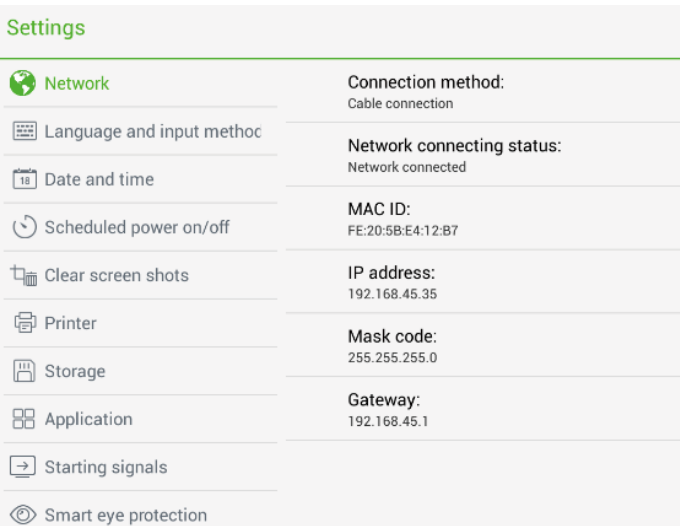 Settings
Network
Language and input method
Date and time
18
Scheduled power on/off
Clear screen shots
Printer
Storage
Application
Starting signals
Smart eye protection
Connection method:
Cable connection
Network connecting status:
Network connected
MAC ID:
FE:20:5B:E4:12:B7
IP address:
192.168.45.35
Mask code:
255.255.255.0
Gateway:
192.168.45.1